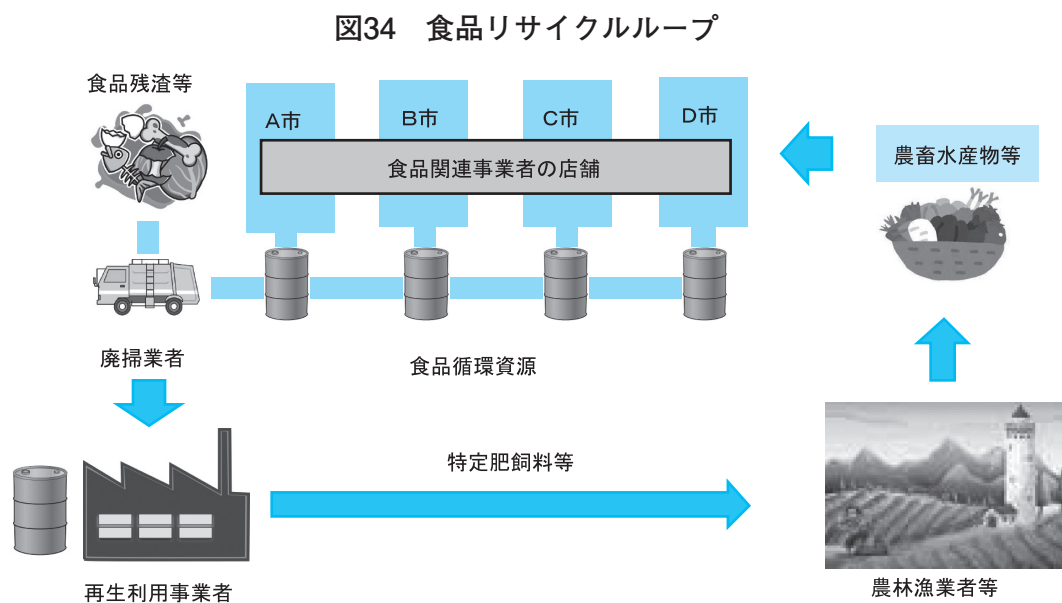 図34 食品リサイクルループ
食品残渣等
A市
B市
C市
D市
食品関連事業者の店舗
農畜水産物等
廃掃業者
食品循環資源
特定肥飼料等
再生利用事業者
農林漁業者等